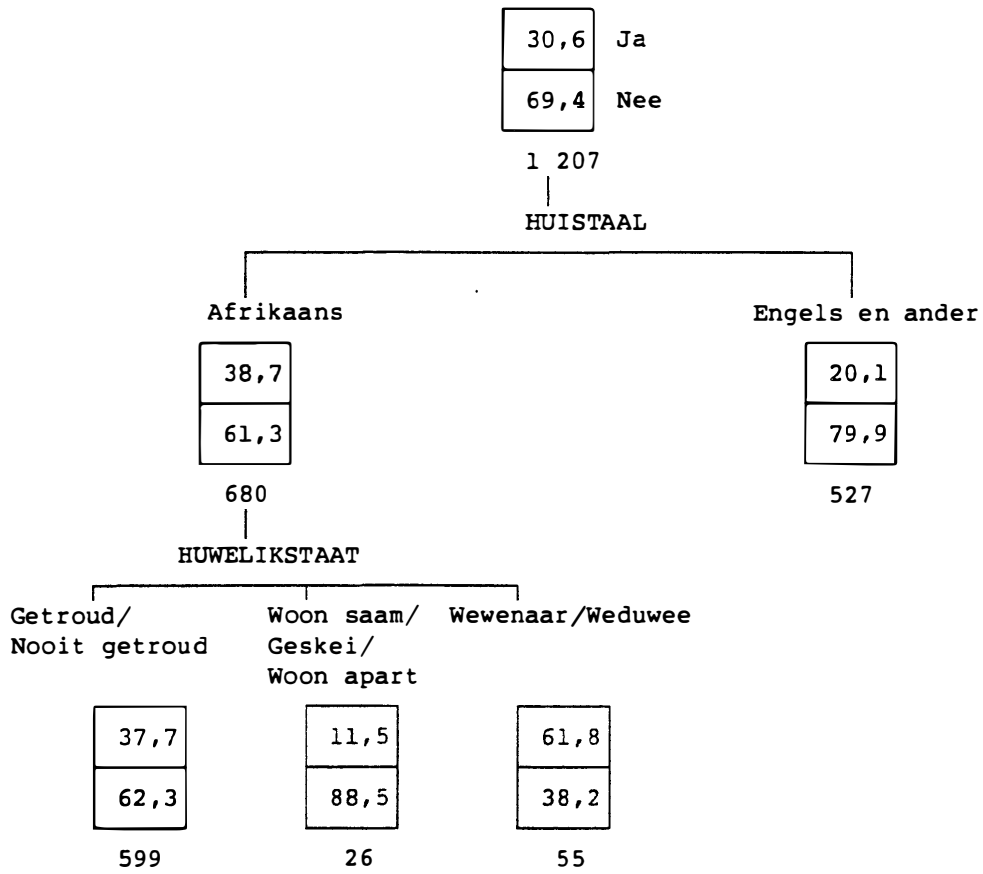 30,6 Ja
69,4 Nee
1 207
HUISTAAL
Afrikaans Engels en ander
38,7 20,1
61,3 79,9
680 527
HUWELIKSTAAT
Getroud/ Woon saam/ Wewenaar/Weduwee
Nooit getroud Geskei/
Woon apart
37,7 11,5 61,8
62,3 88,5 38,2
599 26 55